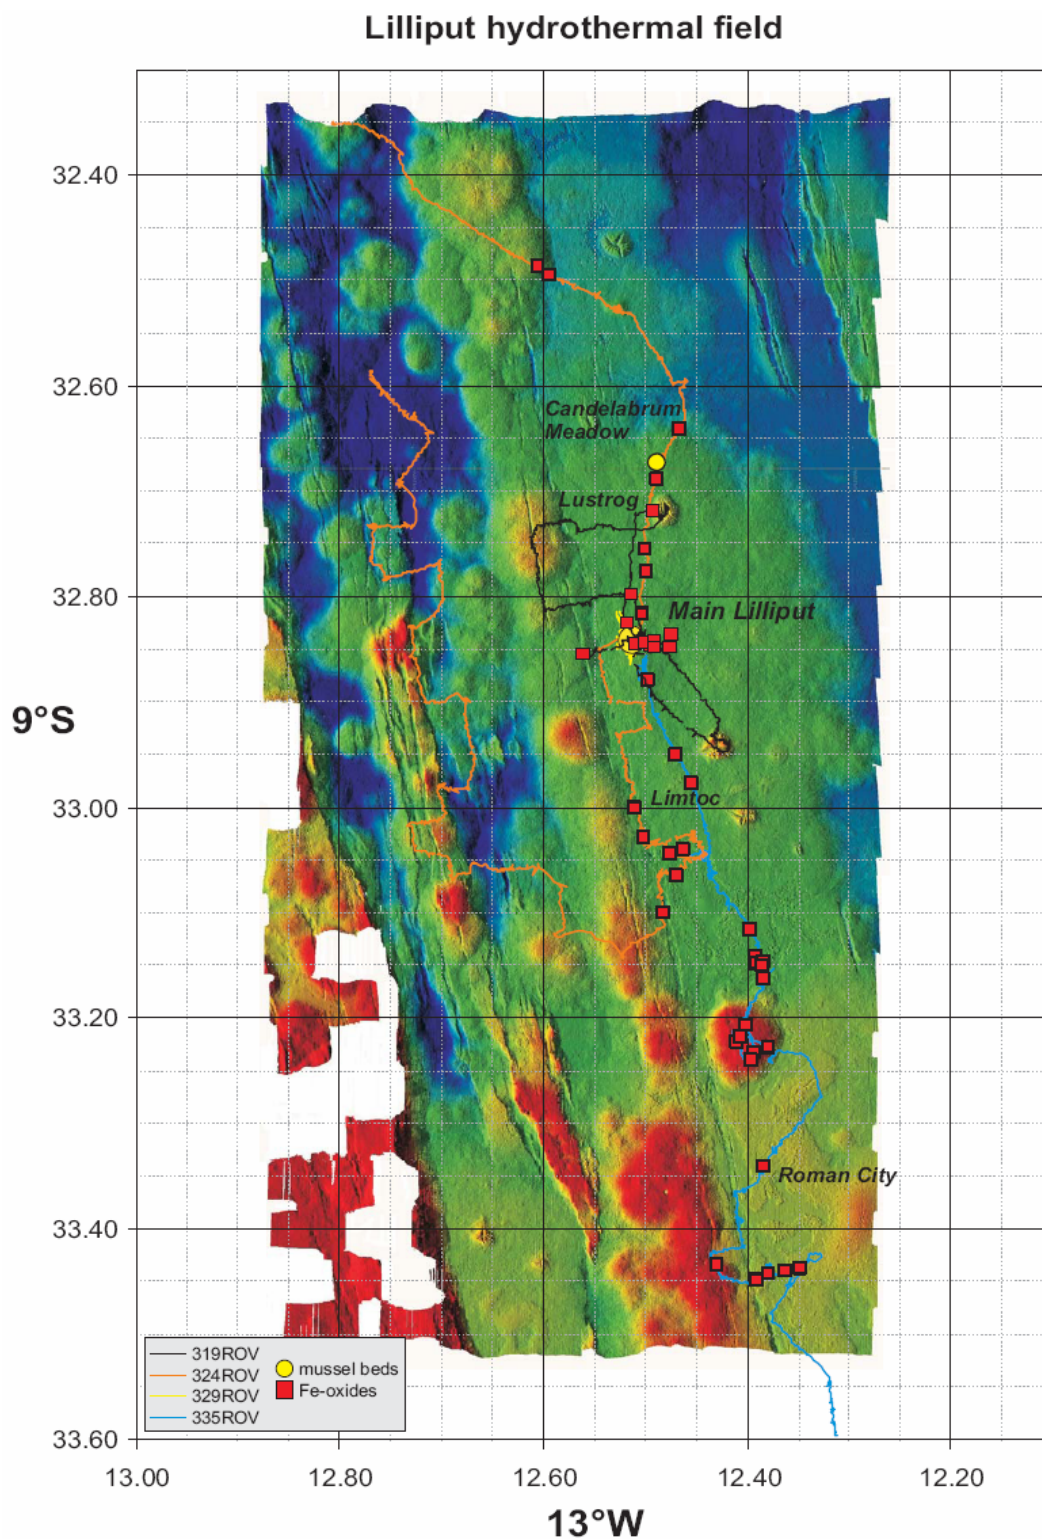 Lilliput hydrothermal field
32.40
32.60
Candelabrum
Meadow
Lustrog
32.80
Main Lilliput
9°S
33.00
Limtoc
33.20
Roman City
33.40
319ROV
324ROV
329ROV
335ROV
mussel beds
Fe-oxides
33.60
13.00
12.80
12.60
12.40
12.20
13°W